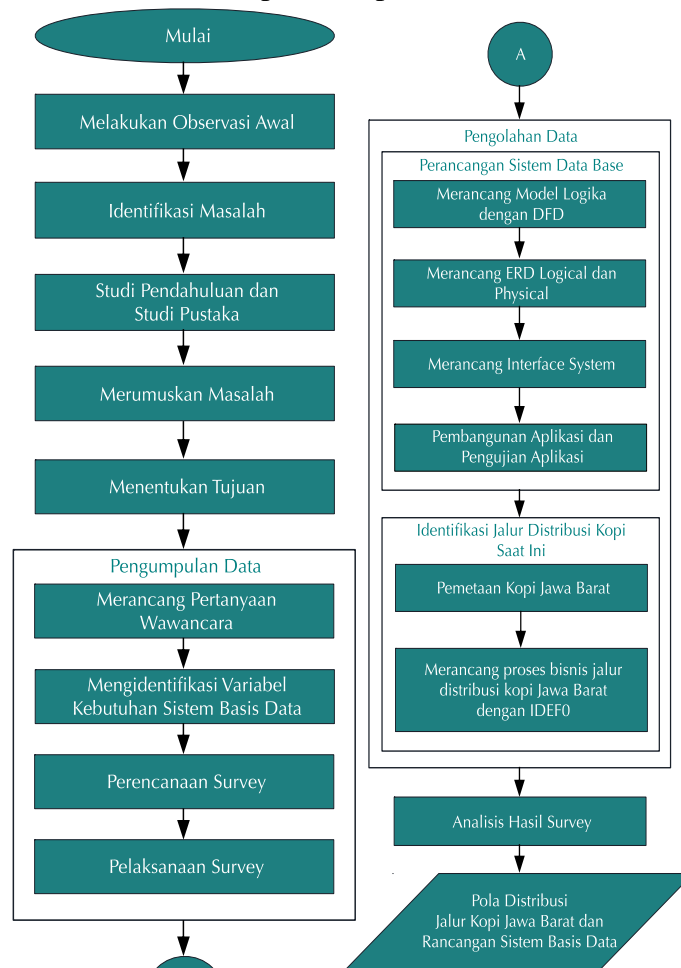 Mulai
Melakukan Observasi Awal
Identifikasi Masalah
Studi Pendahuluan dan
Studi Pustaka
Merumuskan Masalah
Menentukan Tujuan
Pengumpulan Data
Merancang Pertanyaan
Wawancara
Mengidentifikasi Variabel
Kebutuhan Sistem Basis Data
Perencanaan Survey
Pelaksanaan Survey
A
Pengolahan Data
Perancangan Sistem Data Base
Merancang Model Logika
dengan DFD
Merancang ERD Logical dan
Physical
Merancang Interface System
Pembangunan Aplikasi dan
Pengujian Aplikasi
Identifikasi Jalur Distribusi Kopi
Saat Ini
Pemetaan Kopi Jawa Barat
Merancang proses bisnis jalur
distribusi kopi Jawa Barat
dengan IDEF0
Analisis Hasil Survey
Pola Distribusi
Jalur Kopi Jawa Barat dan
Rancangan Sistem Basis Data